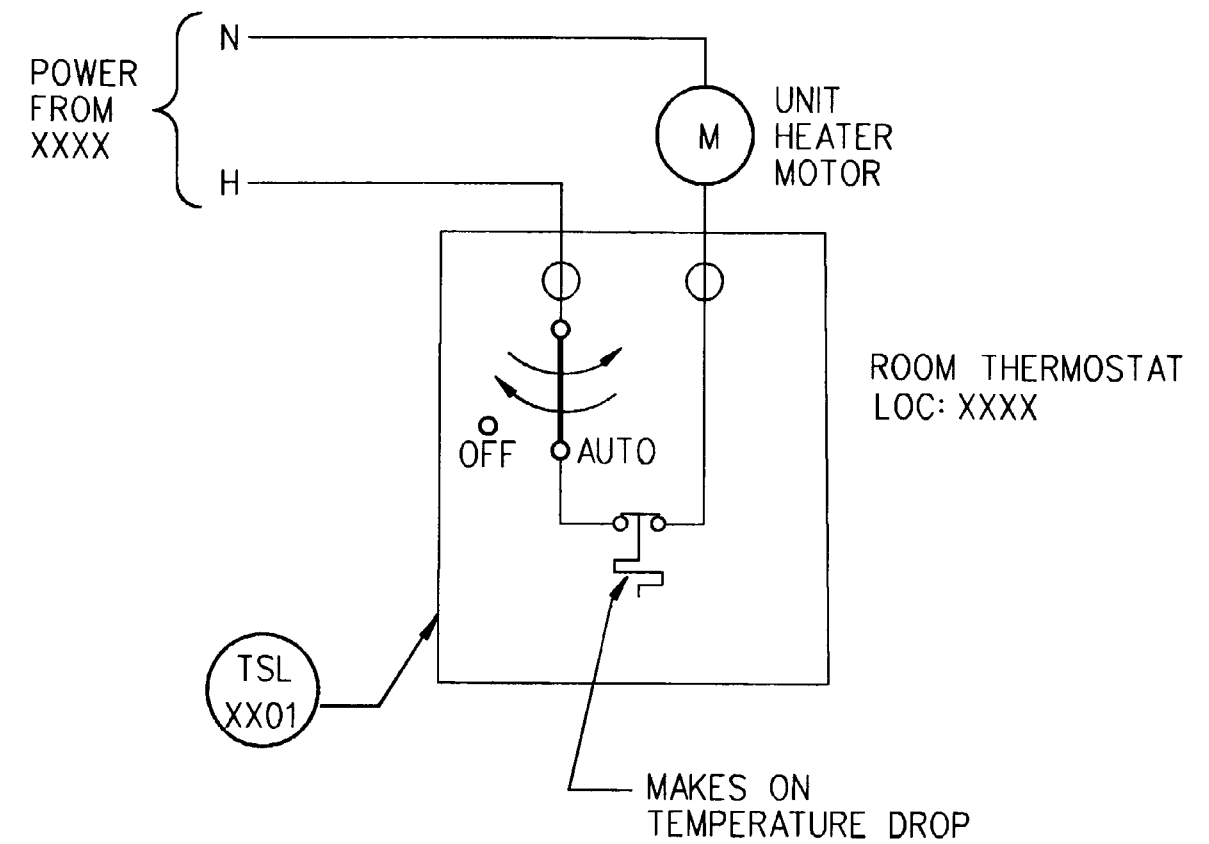 N
POWER
FROM
XXXX
H
M
UNIT
HEATER
MOTOR
ROOM THERMOSTAT
LOC: XXXX
OFF
AUTO
TSL
XX01
MAKES ON
TEMPERATURE DROP